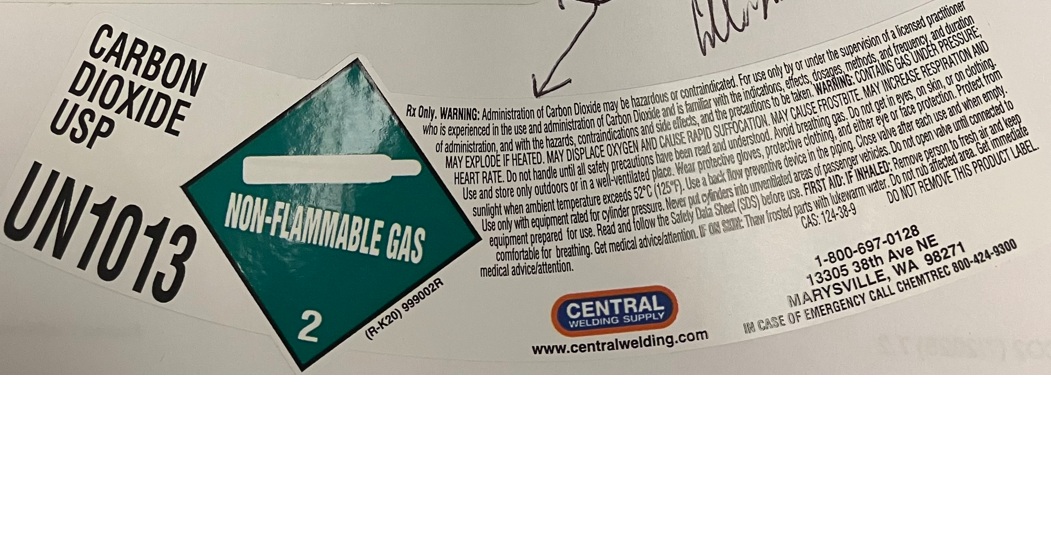 CARBON
DIOXIDE
USP
UN1013
NON-FLAMMABLE GAS
2
(R-K20) 999002R
Rx Only. WARNING: Administration of Carbon Dioxide may be hazardous or contraindicated. For use only by or under the supervision of a licensed practitioner
who is experienced in the use and administration of Carbon Dioxide and is familiar with the indications, effects, dosages, methods, and frequency, and duration
of administration, and with the hazards, contraindications and side effects, and the precautions to be taken. WARNING: CONTAINS GAS UNDER PRESSURE;
MAY EXPLODE IF HEATED. MAY DISPLACE OXYGEN AND CAUSE RAPID SUFFOCATION. MAY CAUSE FROSTBITE. MAY INCREASE RESPIRATION AND
HEART RATE. Do not handle until all safety precautions have been read and understood. Avoid breathing gas. Do not get in eyes, on skin, or on clothing.
Use and store only outdoors or in a well-ventilated place. Wear protective gloves, protective clothing, and either eye or face protection. Protect from
sunlight when ambient temperature exceeds 52°C (125°F). Use a back flow preventive device in the piping. Close valve after each use and when empty.
Use only with equipment rated for cylinder pressure. Never put cylinders into unventilated areas of passenger vehicles. Do not open valve until connected to
equipment prepared for use. Read and follow the Safety Data Sheet (SDS) before use. FIRST AID: IF INHALED: Remove person to fresh air and keep
comfortable for breathing. Get medical advice/attention. IF ON SKIN: Thaw frosted parts with lukewarm water. Do not rub affected area. Get immediate
medical advice/attention.
CAS: 124-38-9
DO NOT REMOVE THIS PRODUCT LABEL
CENTRAL
WELDING SUPPLY
www.centralwelding.com
1-800-697-0128
13305 38th Ave NE
MARYSVILLE, WA 98271
IN CASE OF EMERGENCY CALL CHEMTREC 800-424-9300